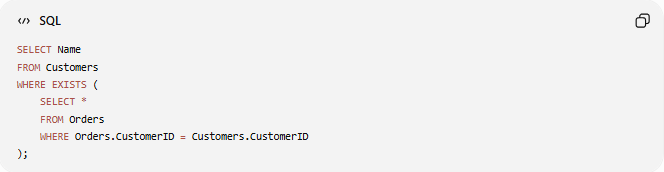 </> SQL
SELECT Name
FROM Customers
WHERE EXISTS (
    SELECT *
    FROM Orders
    WHERE Orders.CustomerID = Customers.CustomerID
);